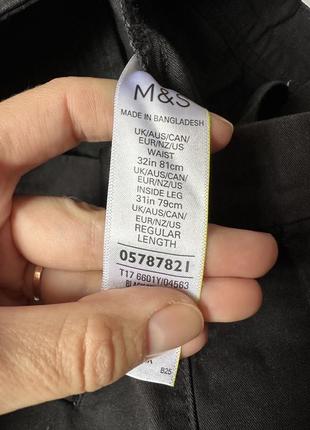 M&S
MADE IN BANGLADESH
UK/AUS/CAN/
EUR/NZ/US
WAIST
32in 81cm
UK/AUS/CAN/
EUR/NZ/US
INSIDE LEG
31in 79cm
UK/AUS/CAN/
EUR/NZ/US
REGULAR
LENGTH
05787821
T17 6601Y/04563
B25